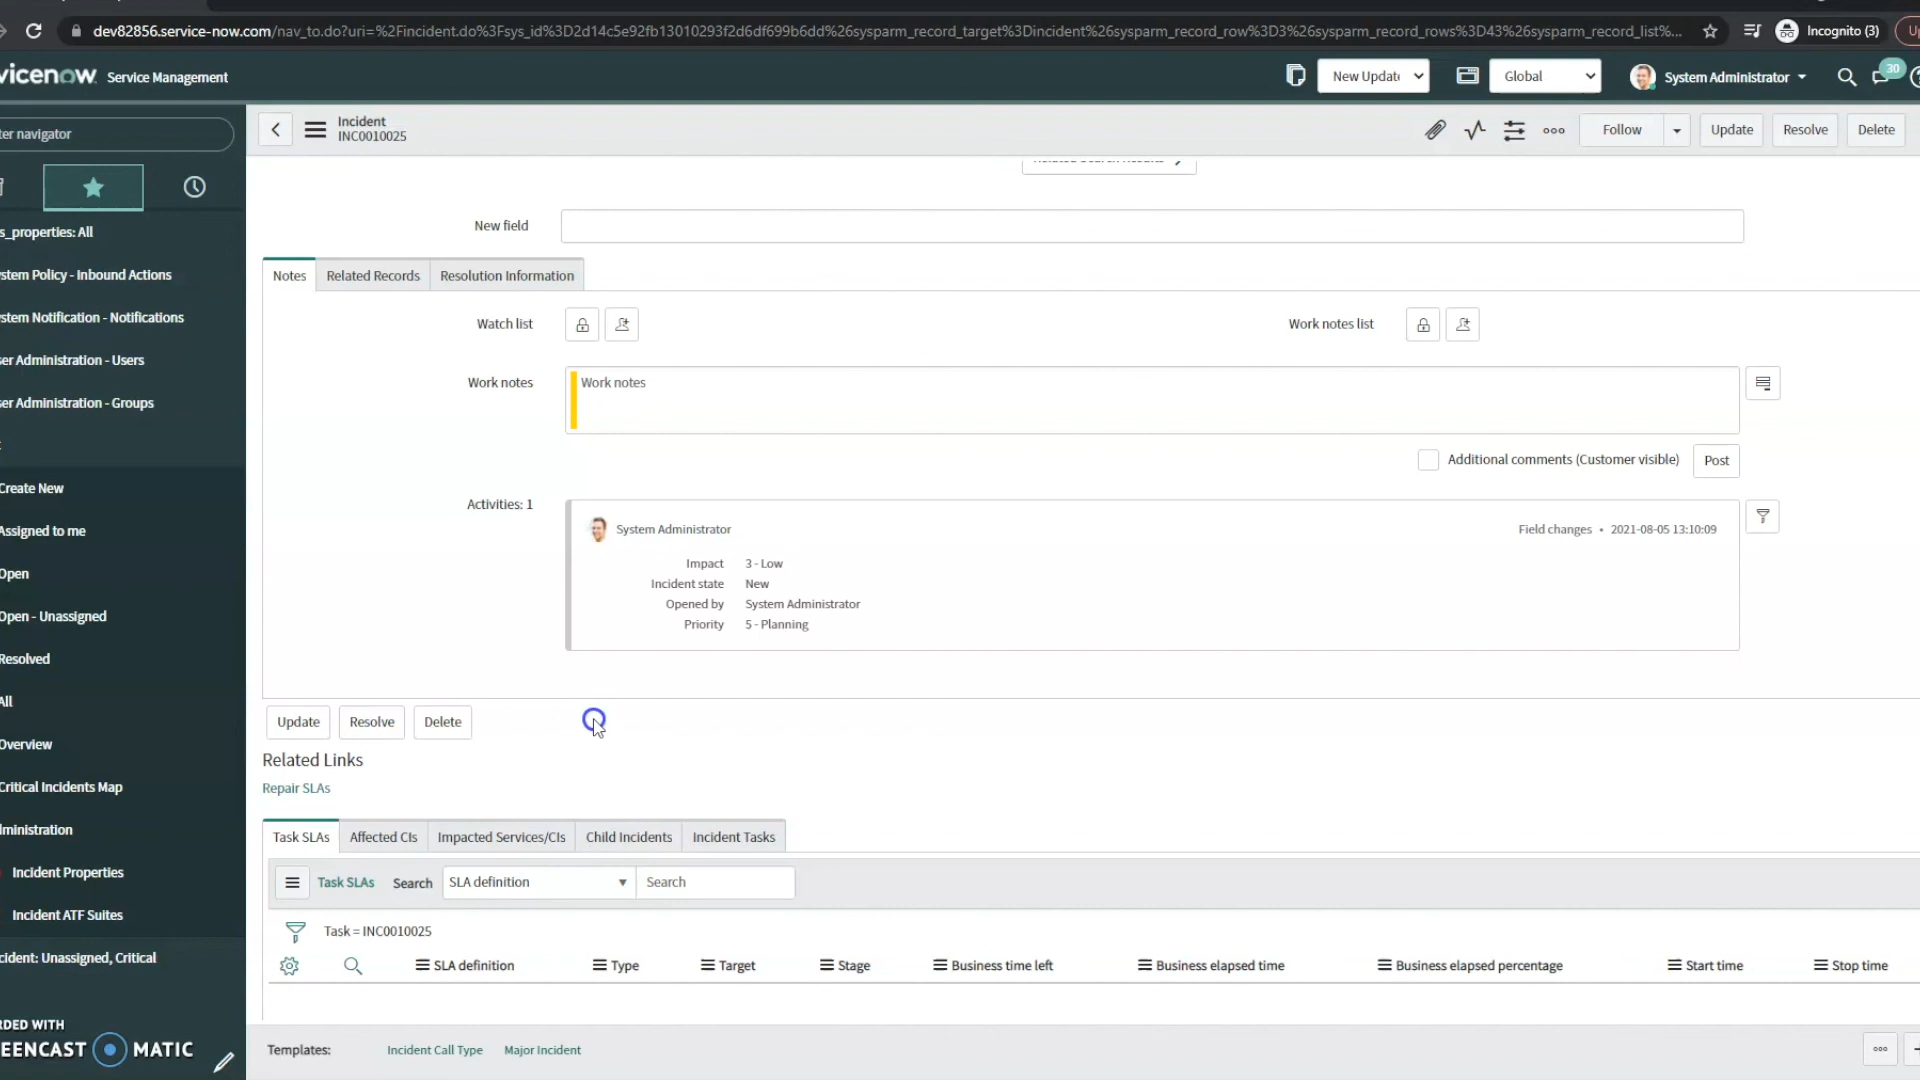 dev82856.service-now.com/nav_to.do?uri=%2Fincident.do%3Fsys_id%3D2d14c5e92fb13010293f2d6df699b6dd%26sysparm_record_target%3Dincident%26sysparm_record_row%3D3%26sysparm_record_rows%3D43%26sysparm_record_list%...
Incognito (3)
vicenow Service Management
New Update
Global
System Administrator
30
ter navigator
Incident
INC0010025
Follow
Update
Resolve
Delete
s_properties: All
stem Policy - Inbound Actions
stem Notification - Notifications
ser Administration - Users
ser Administration - Groups
Create New
Assigned to me
Open
Open - Unassigned
Resolved
All
Overview
Critical Incidents Map
ministration
Incident Properties
Incident ATF Suites
cident: Unassigned, Critical
RDED WITH
EENCAST MATIC
New field
Notes
Related Records
Resolution Information
Watch list
Work notes list
Work notes
Work notes
Additional comments (Customer visible)
Post
Activities: 1
System Administrator
Field changes • 2021-08-05 13:10:09
Impact 3 - Low
Incident state New
Opened by System Administrator
Priority 5 - Planning
Update
Resolve
Delete
Related Links
Repair SLAs
Task SLAs
Affected CIs
Impacted Services/CIs
Child Incidents
Incident Tasks
Task SLAs
Search
SLA definition
Search
Task = INC0010025
SLA definition
Type
Target
Stage
Business time left
Business elapsed time
Business elapsed percentage
Start time
Stop time
Templates:
Incident Call Type
Major Incident